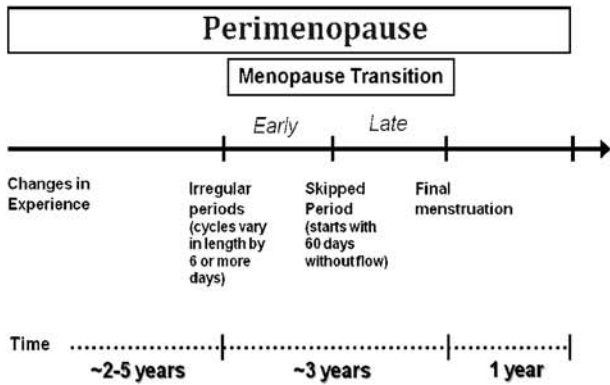 Perimenopause
Menopause Transition
Early Late
Changes in
Experience
Irregular
periods
(cycles vary
in length by
6 or more
days)
Skipped
Period
(starts with
60 days
without flow)
Final
menstruation
Time
~2-5 years ~3 years 1 year